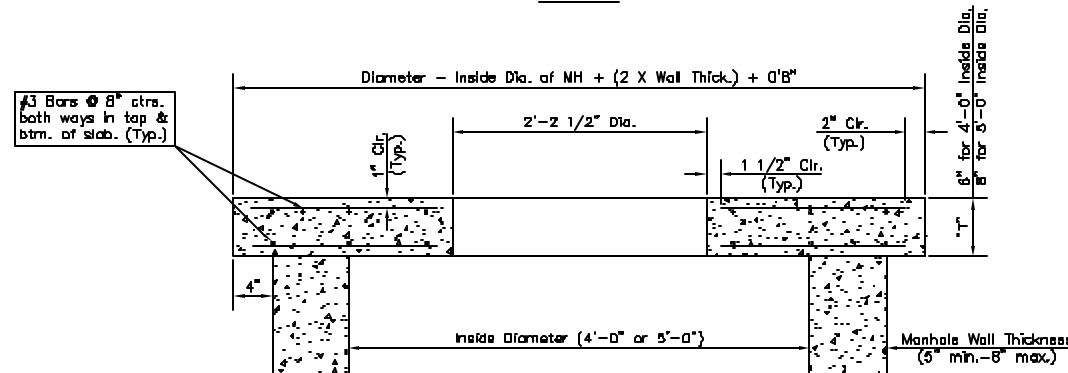 6" for 4'-0" Inside Dia.
8" for 5'-0" Inside Dia.
Diameter - Inside Dia. of MH + (2 X Wall Thick.) + 0'8"
#3 Bars @ 8" ctrs.
both ways in top &
btm. of slab. (Typ.)
1" Clr.
(Typ.)
2'-2 1/2" Dia.
2" Clr.
(Typ.)
1 1/2" Clr.
(Typ.)
"T"
4"
Inside Diameter (4'-0" or 5'-0")
Manhole Wall Thickness
(5" min.-6" max.)